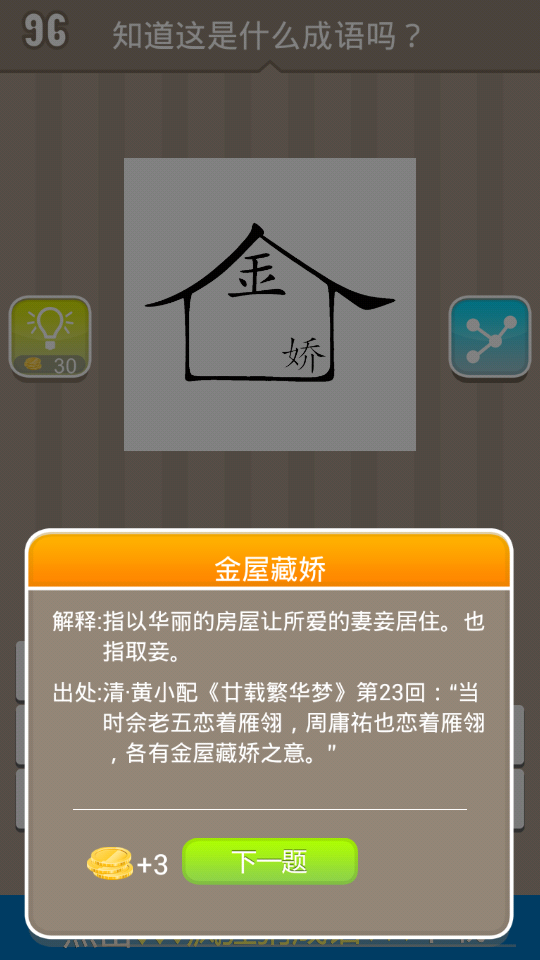 96
知道这是什么成语吗？
金
娇
30
金屋藏娇
解释:指以华丽的房屋让所爱的妻妾居住。也
指取妾。
出处:清·黄小配《廿载繁华梦》第23回：“当
时佘老五恋着雁翎，周庸祐也恋着雁翎
，各有金屋藏娇之意。”
+3
下一题